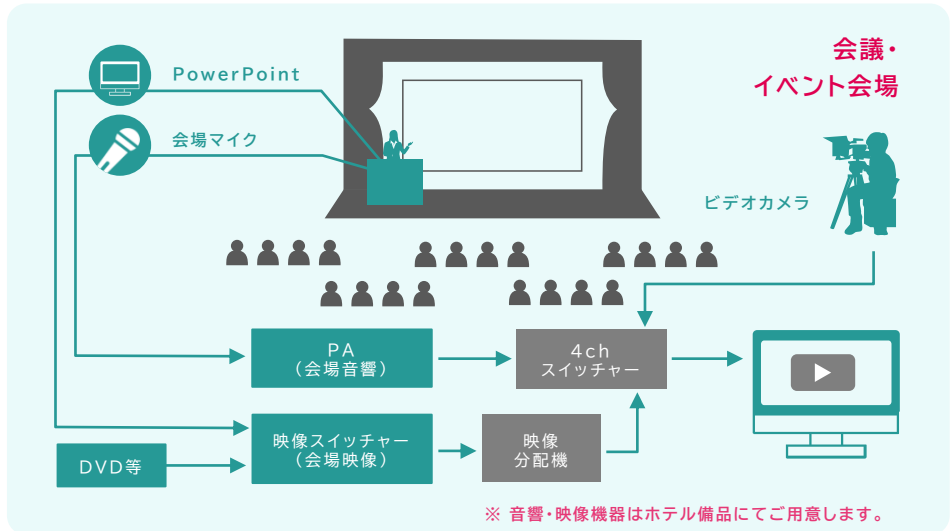 会議・
イベント会場
PowerPoint
会場マイク
ビデオカメラ
PA
（会場音響）
4ch
スイッチャー
映像スイッチャー
（会場映像）
映像
分配機
DVD等
※ 音響・映像機器はホテル備品にてご用意します。